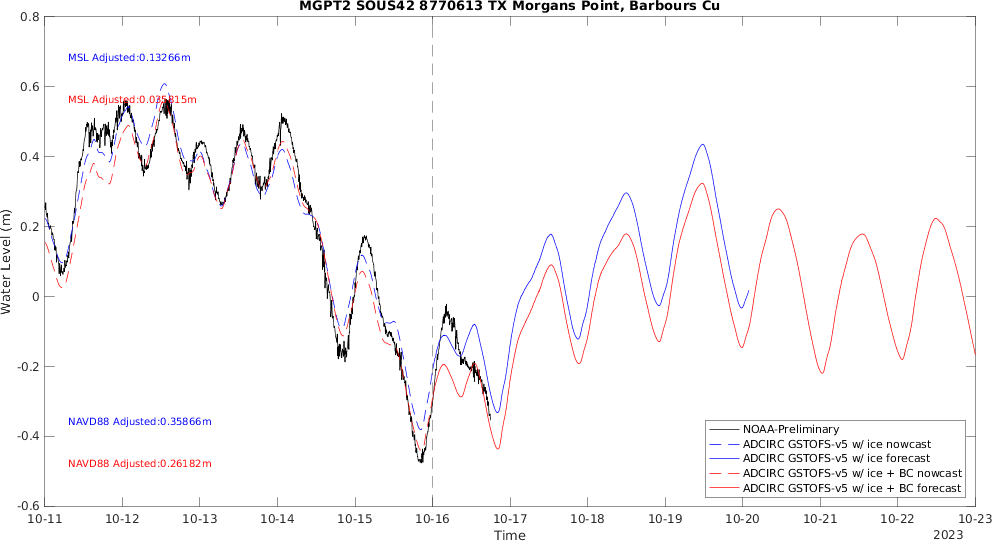 MGPT2 SOUS42 8770613 TX Morgans Point, Barbours Cu
0.8
0.6
0.4
0.2
0
-0.2
-0.4
-0.6
Water Level (m)
MSL Adjusted:0.13266m
MSL Adjusted:0.035315m
NAVD88 Adjusted:0.35866m
NAVD88 Adjusted:0.26182m
NOAA-Preliminary
ADCIRC GSTOFS-v5 w/ ice nowcast
ADCIRC GSTOFS-v5 w/ ice forecast
ADCIRC GSTOFS-v5 w/ ice + BC nowcast
ADCIRC GSTOFS-v5 w/ ice + BC forecast
10-11 10-12 10-13 10-14 10-15 10-16 10-17 10-18 10-19 10-20 10-21 10-22 10-23
Time
2023